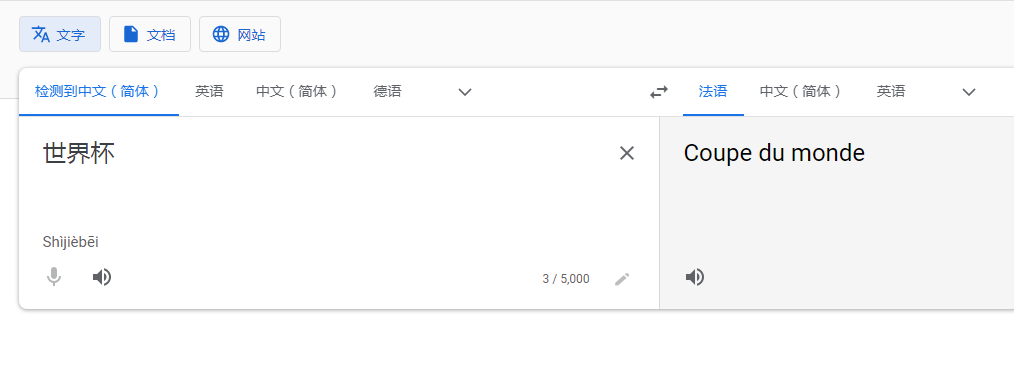 文字 文档 网站
检测到中文（简体） 英语 中文（简体） 德语 法语 中文（简体） 英语
世界杯 Coupe du monde
Shìjièbēi
3 / 5,000